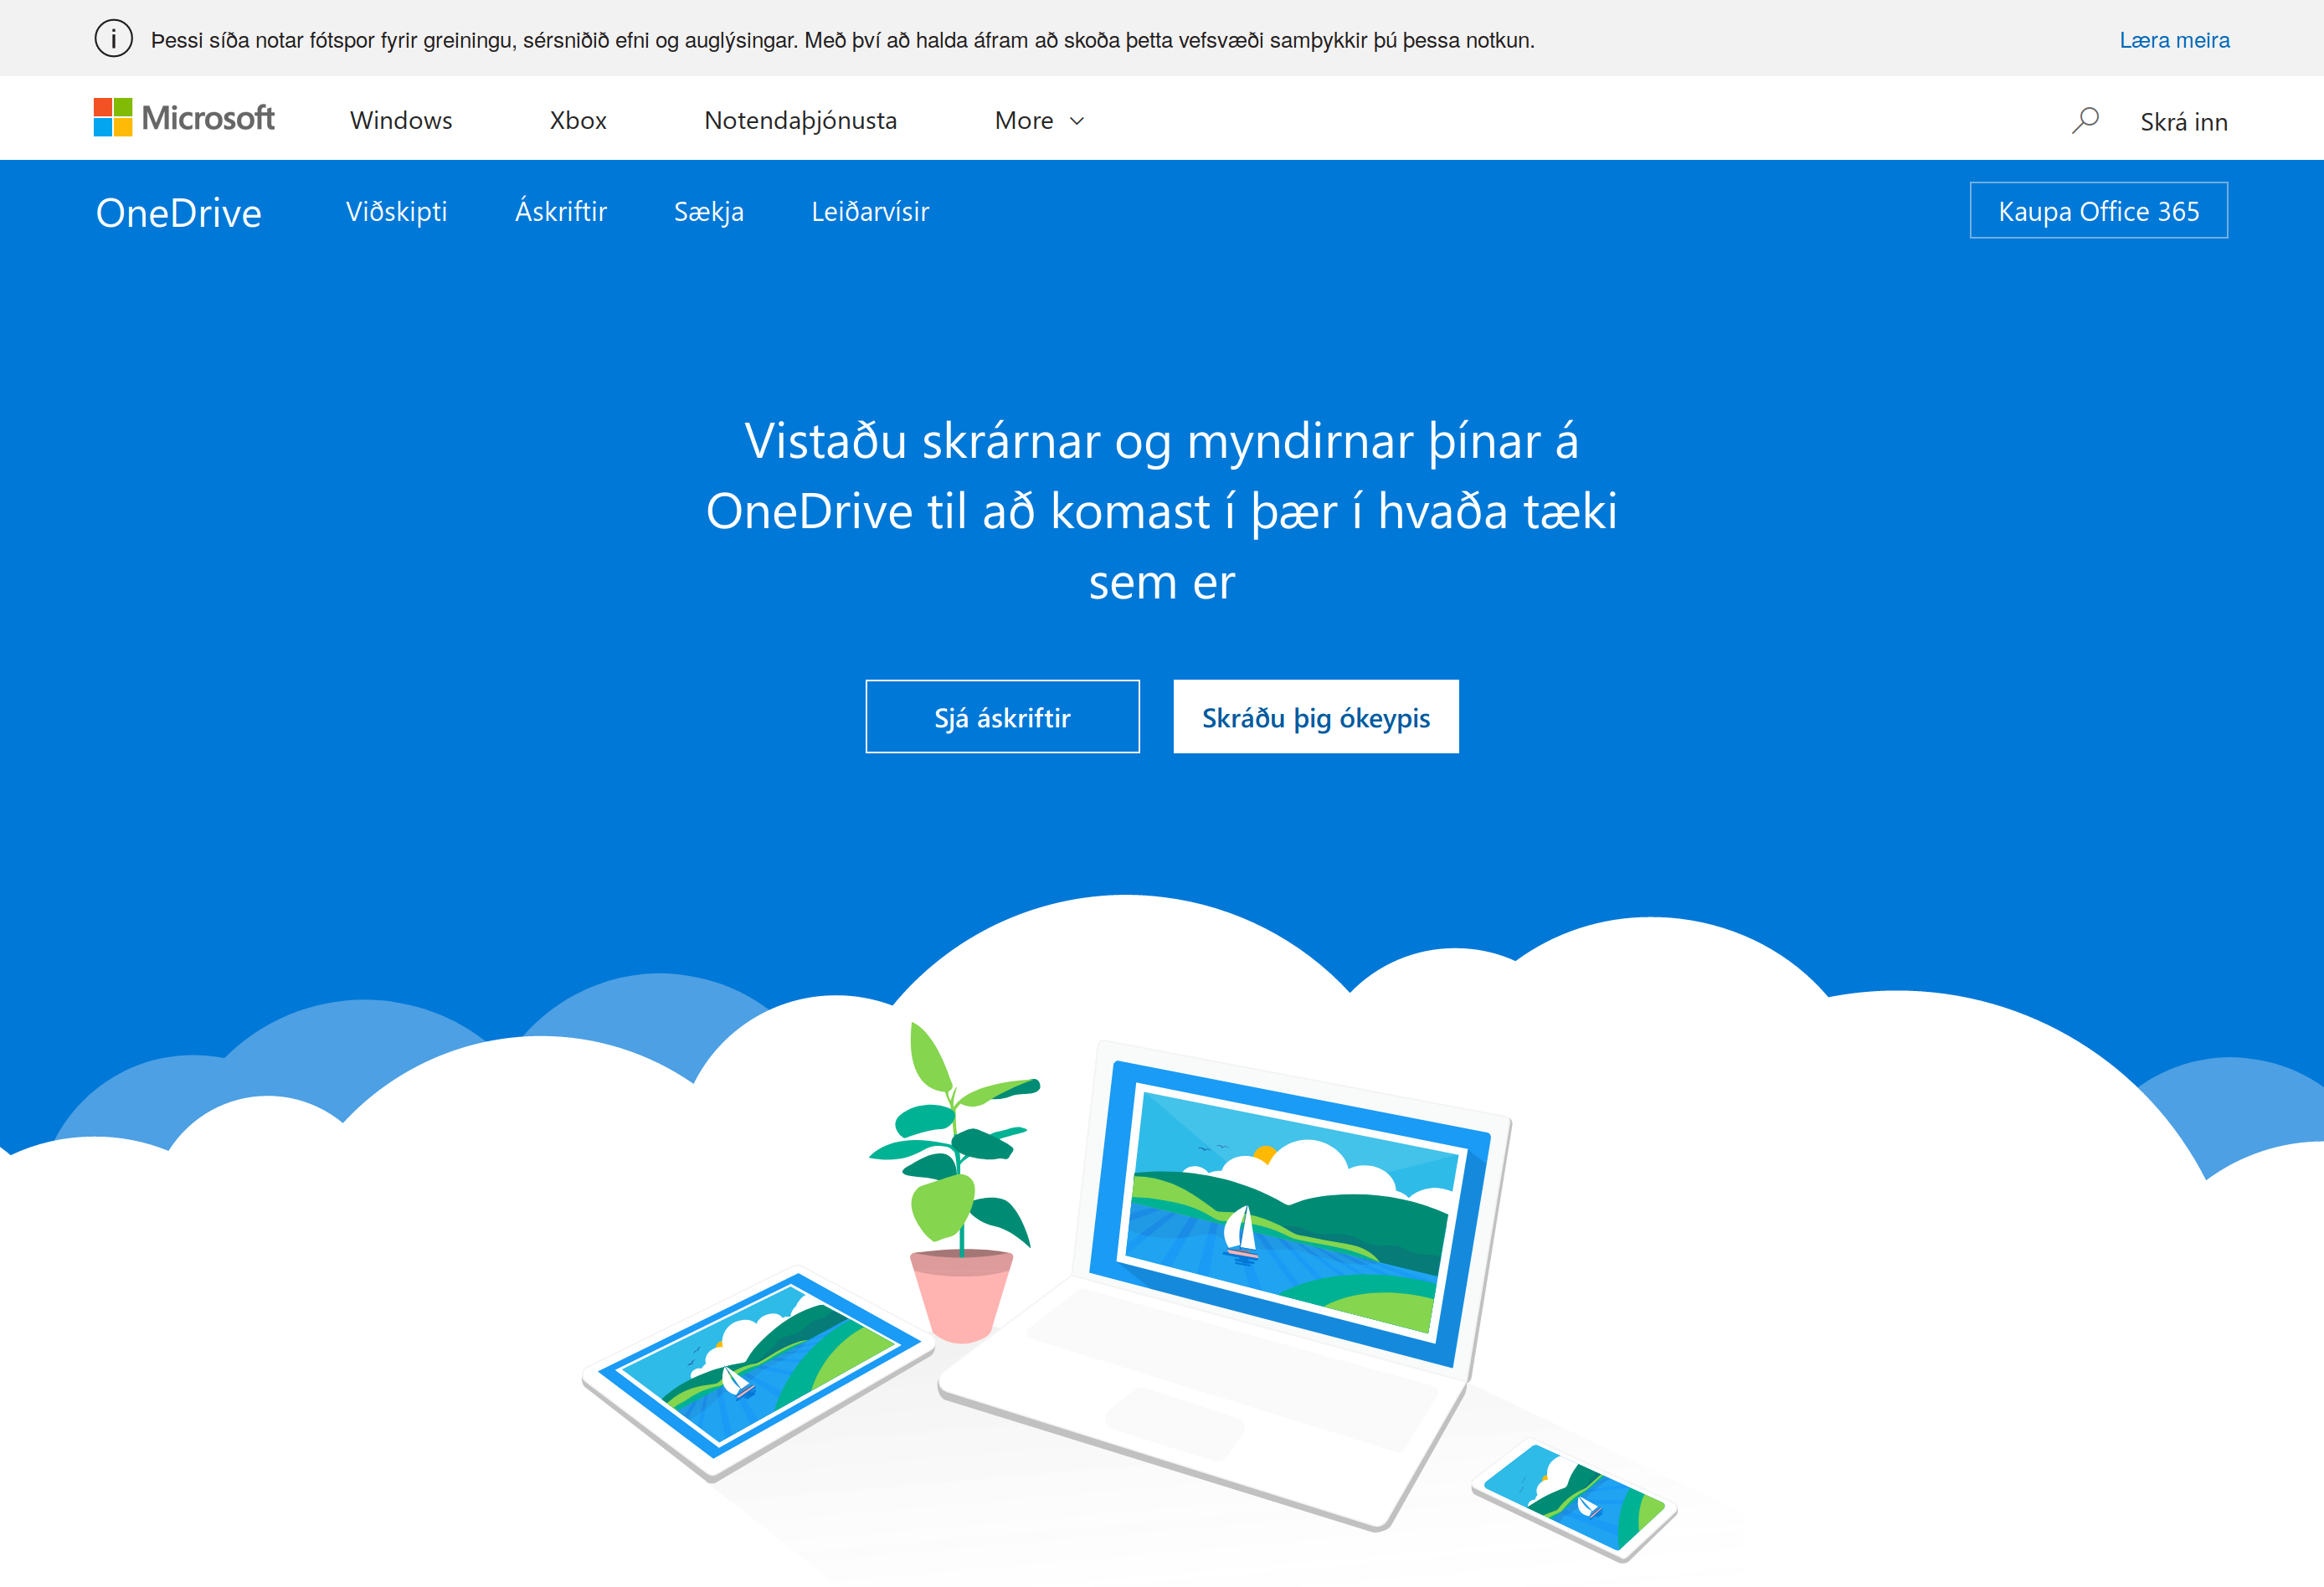 Þessi síða notar fótspor fyrir greiningu, sérsniðið efni og auglýsingar. Með því að halda áfram að skoða þetta vefsvæði samþykkir þú þessa notkun.
Læra meira
Microsoft
Windows
Xbox
Notendaþjónusta
More
Skrá inn
OneDrive
Viðskipti
Áskriftir
Sækja
Leiðarvísir
Kaupa Office 365
Vistaðu skrárnar og myndirnar þínar á
OneDrive til að komast í þær í hvaða tæki
sem er
Sjá áskriftir
Skráðu þig ókeypis